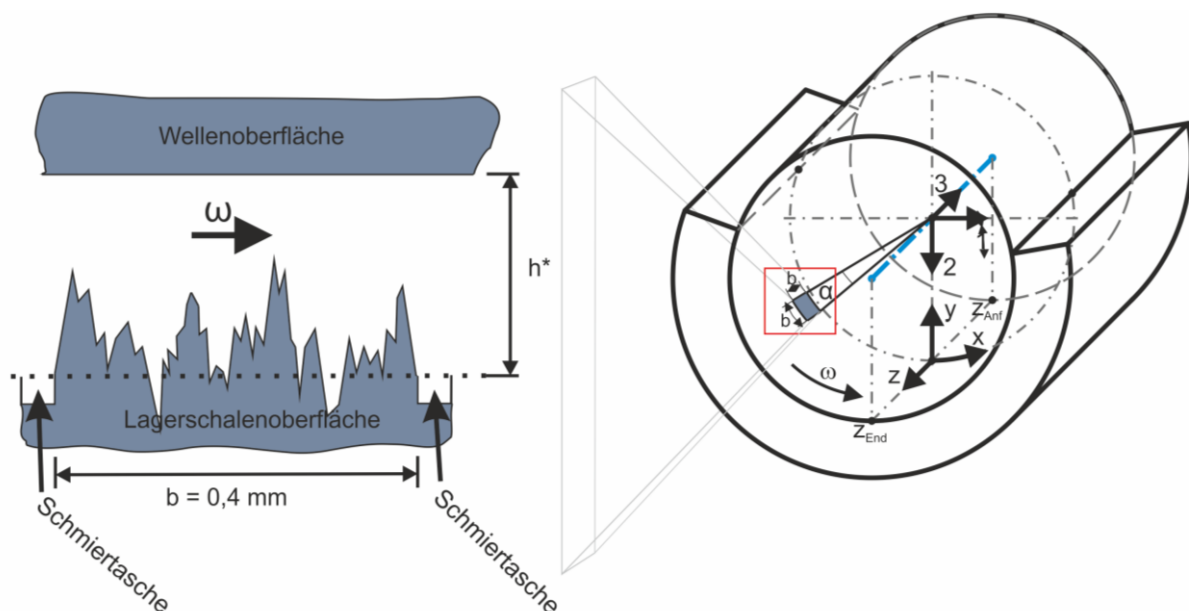 Wellenoberfläche
ω
h*
Lagerschalenoberfläche
b = 0,4 mm
Schmiertasche
Schmiertasche
3
2
b
α
b
y
z_Anf
x
z
ω
z_End